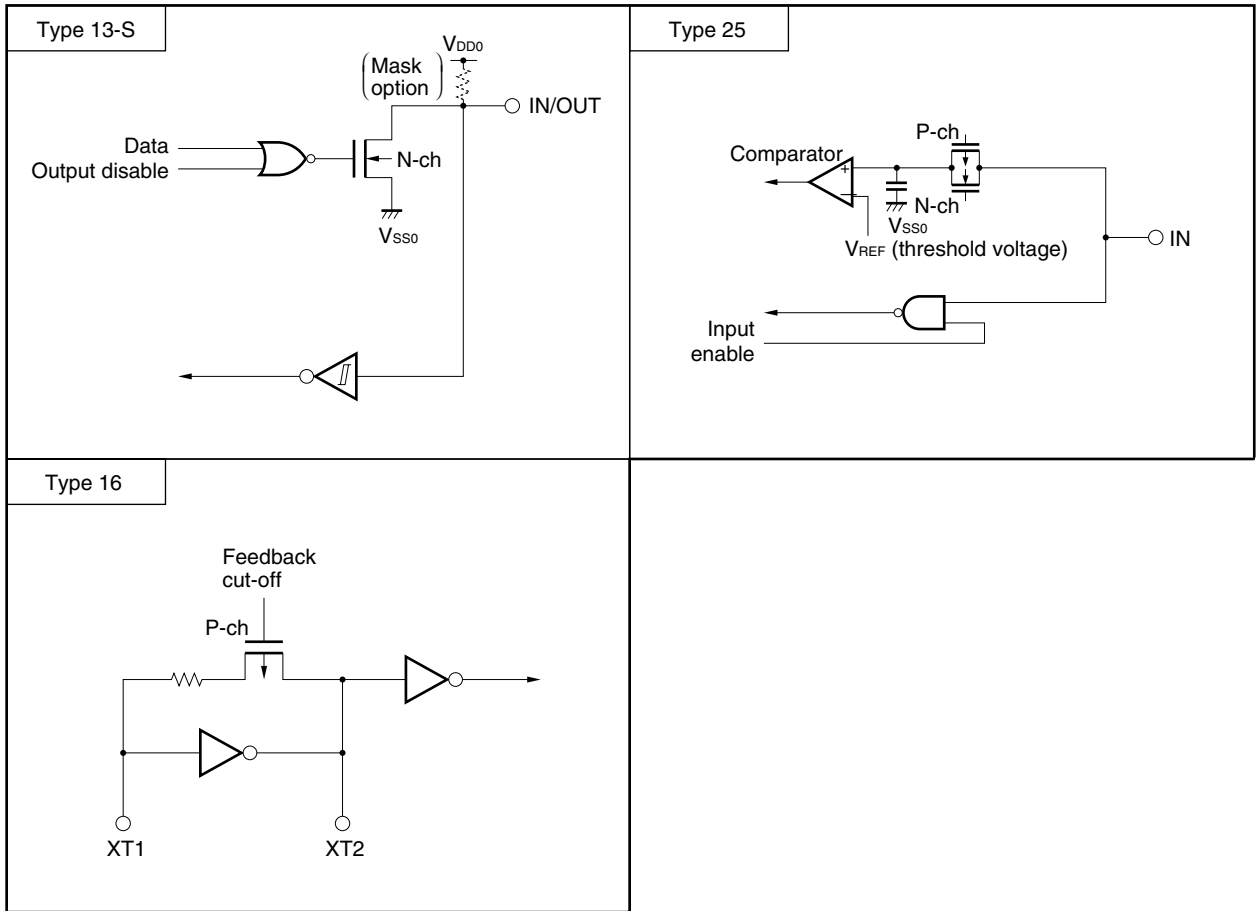 Type 13-S
VDD0
(Mask
option)
IN/OUT
Data
Output disable
N-ch
VSS0
Type 25
P-ch
Comparator
+
−
N-ch
VSS0
VREF (threshold voltage)
IN
Input
enable
Type 16
Feedback
cut-off
P-ch
XT1
XT2